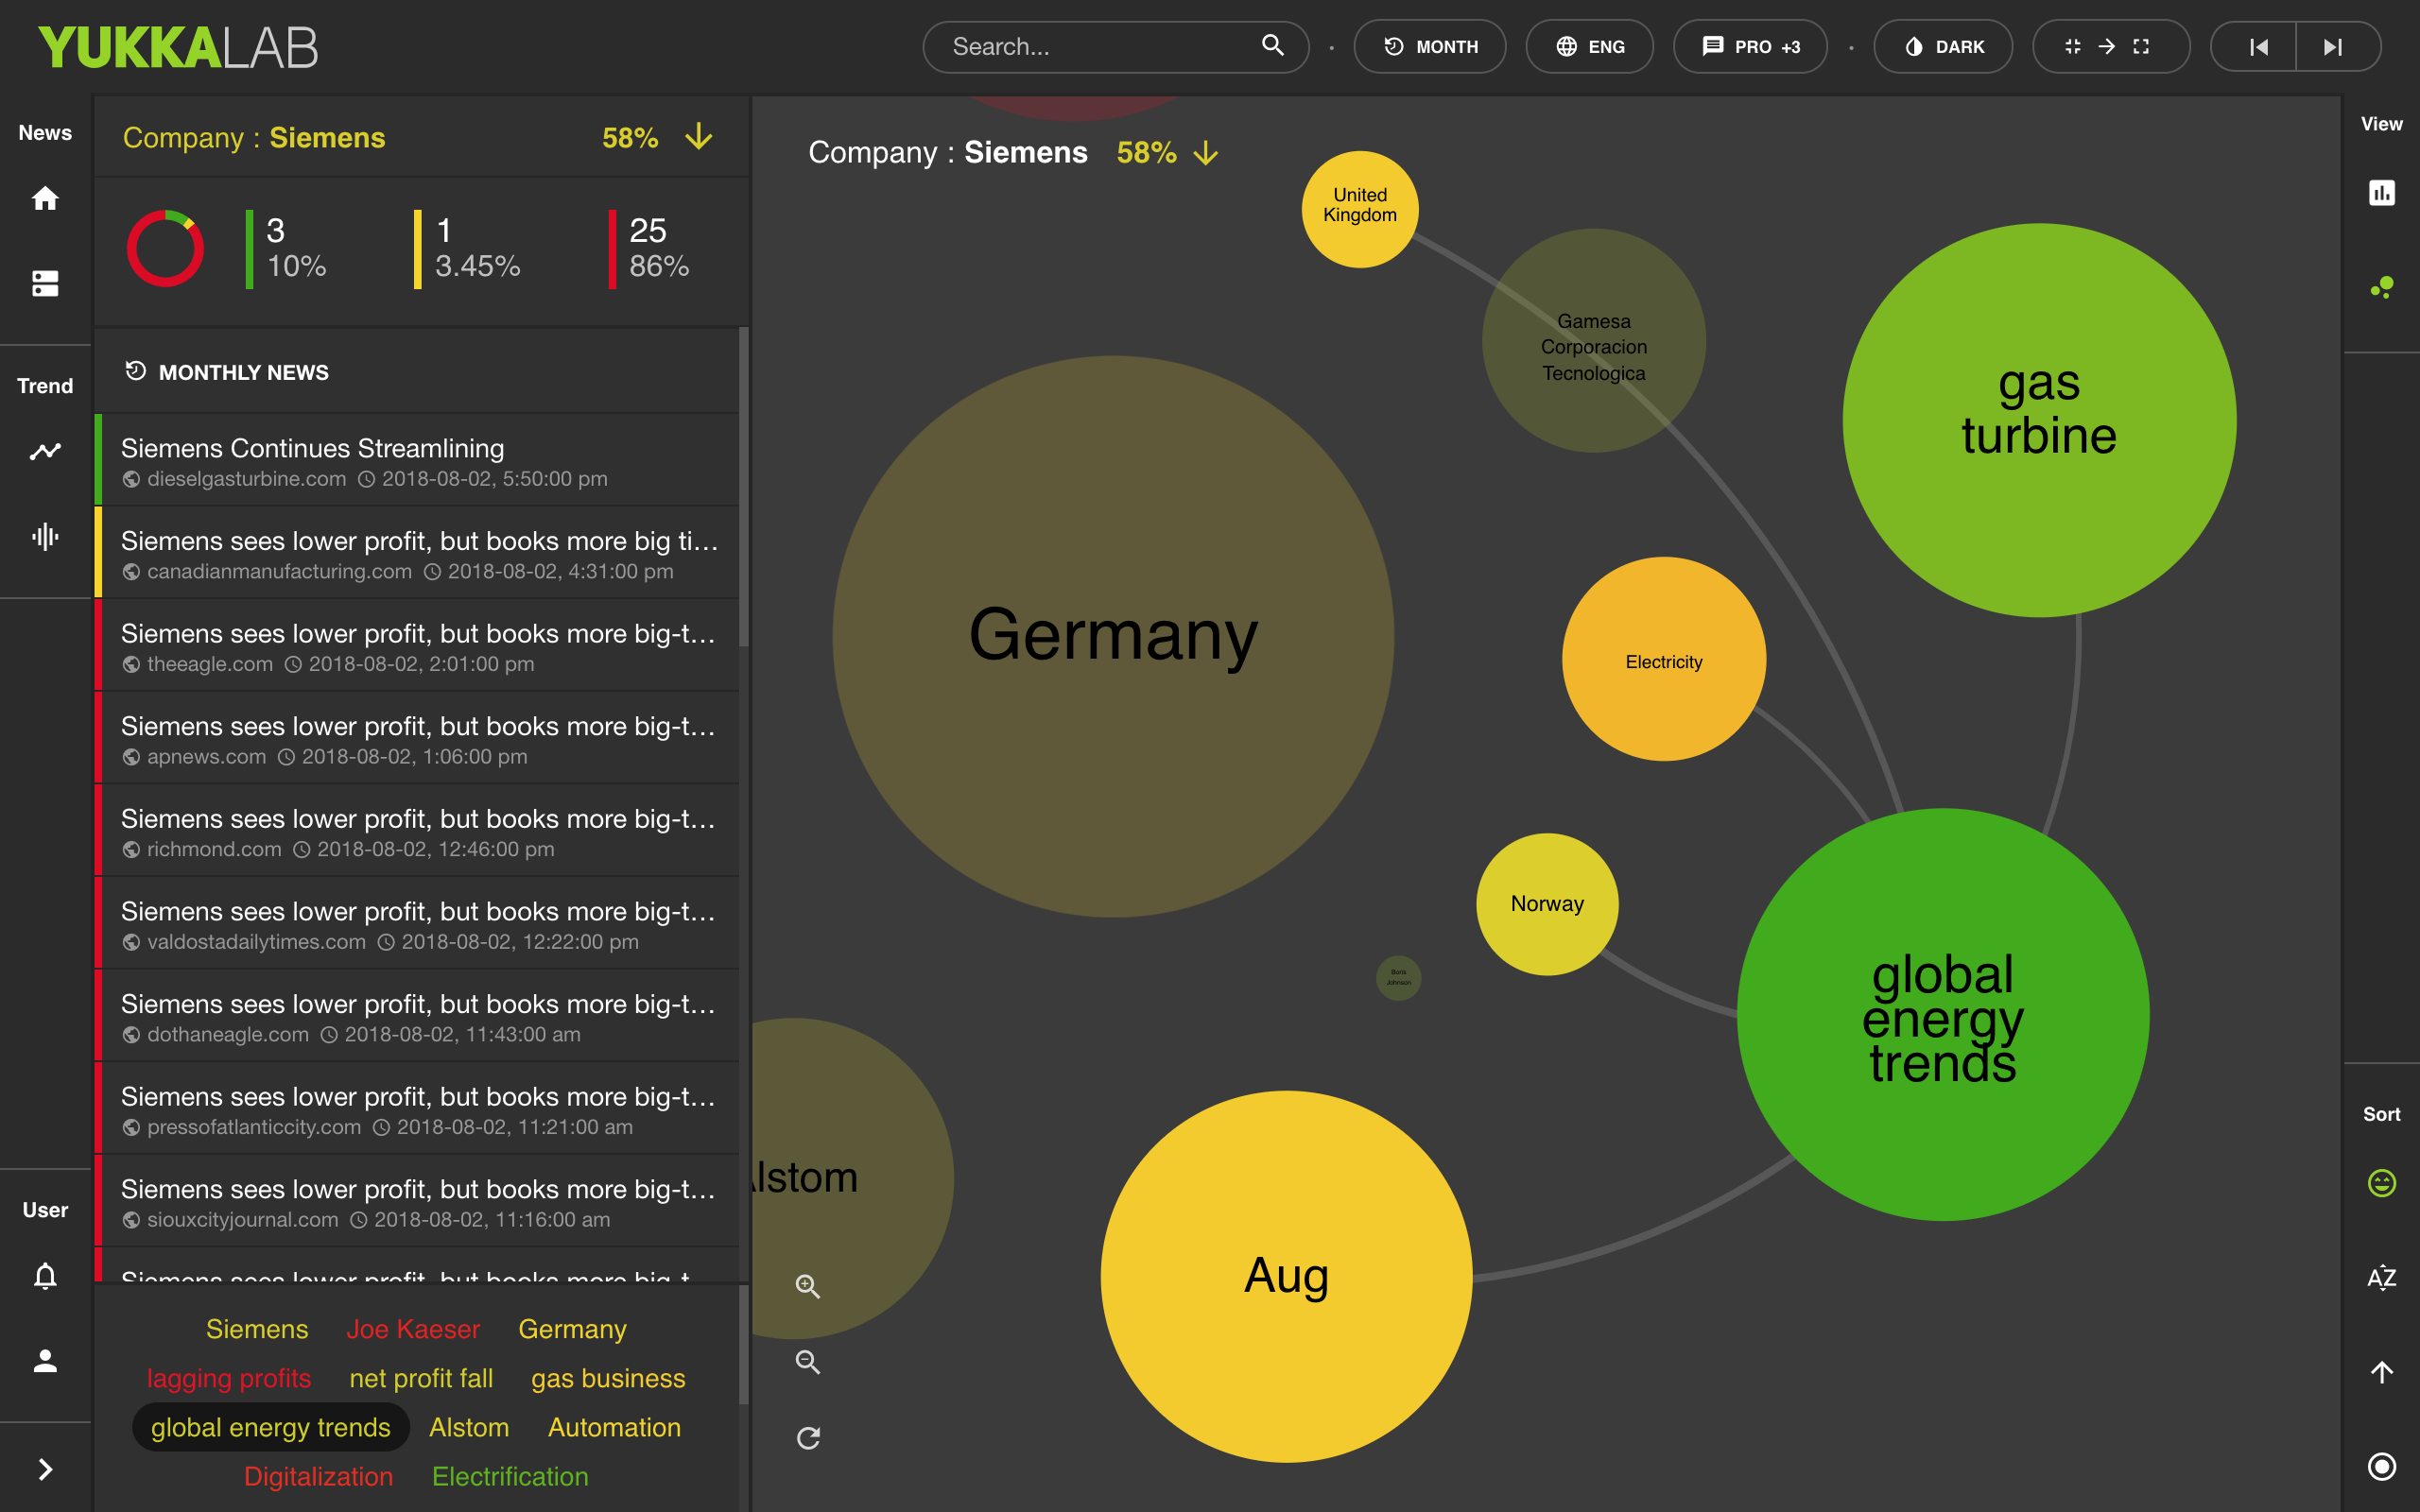 YUKKALAB
Search...
MONTH
ENG
PRO +3
DARK
News
Trend
User
Company : Siemens 58%
3
10%
1
3.45%
25
86%
MONTHLY NEWS
Siemens Continues Streamlining
dieselgasturbine.com 2018-08-02, 5:50:00 pm
Siemens sees lower profit, but books more big ti...
canadianmanufacturing.com 2018-08-02, 4:31:00 pm
Siemens sees lower profit, but books more big-t...
theeagle.com 2018-08-02, 2:01:00 pm
Siemens sees lower profit, but books more big-t...
apnews.com 2018-08-02, 1:06:00 pm
Siemens sees lower profit, but books more big-t...
richmond.com 2018-08-02, 12:46:00 pm
Siemens sees lower profit, but books more big-t...
valdostadailytimes.com 2018-08-02, 12:22:00 pm
Siemens sees lower profit, but books more big-t...
dothaneagle.com 2018-08-02, 11:43:00 am
Siemens sees lower profit, but books more big-t...
pressofatlanticcity.com 2018-08-02, 11:21:00 am
Siemens sees lower profit, but books more big-t...
siouxcityjournal.com 2018-08-02, 11:16:00 am
Siemens sees lower profit, but books more big-t...
Siemens Joe Kaeser Germany
lagging profits net profit fall gas business
global energy trends Alstom Automation
Digitalization Electrification
Company : Siemens 58%
United
Kingdom
Gamesa
Corporacion
Tecnologica
gas
turbine
Germany
Electricity
Norway
Boris
Johnson
global
energy
trends
lstom
Aug
View
Sort
AZ